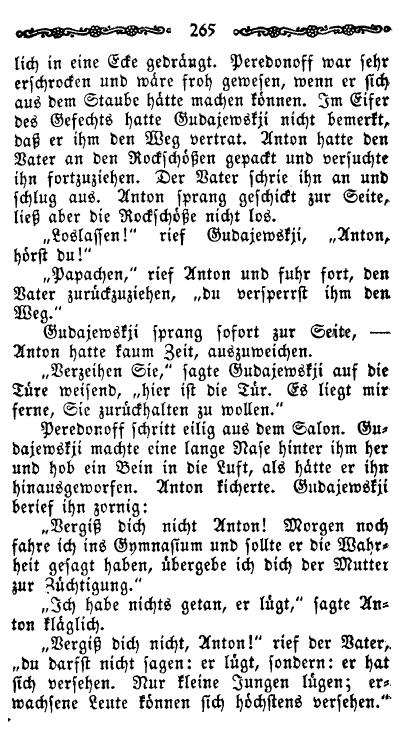 265
lich in eine Ecke gedrängt. Peredonoff war sehr
erschrocken und wäre froh gewesen, wenn er sich
aus dem Staube hätte machen können. Im Eifer
des Gefechts hatte Gudajewskji nicht bemerkt,
daß er ihm den Weg vertrat. Anton hatte den
Vater an den Rockschößen gepackt und versuchte
ihn fortzuziehen. Der Vater schrie ihn an und
schlug aus. Anton sprang geschickt zur Seite,
ließ aber die Rockschöße nicht los.
„Loslassen!“ rief Gudajewskji, „Anton,
hörst du!“
„Papachen,“ rief Anton und fuhr fort, den
Vater zurückzuziehen, „du versperrst ihm den
Weg.“
Gudajewskji sprang sofort zur Seite, —
Anton hatte kaum Zeit, auszuweichen.
„Verzeihen Sie,“ sagte Gudajewskji auf die
Türe weisend, „hier ist die Tür. Es liegt mir
ferne, Sie zurückhalten zu wollen.“
Peredonoff schritt eilig aus dem Salon. Gu-
dajewskji machte eine lange Nase hinter ihm her
und hob ein Bein in die Luft, als hätte er ihn
hinausgeworfen. Anton kicherte. Gudajewskji
berief ihn zornig:
„Vergiß dich nicht Anton! Morgen noch
fahre ich ins Gymnasium und sollte er die Wahr-
heit gesagt haben, übergebe ich dich der Mutter
zur Züchtigung.“
„Ich habe nichts getan, er lügt,“ sagte An-
ton kläglich.
„Vergiß dich nicht, Anton!“ rief der Vater,
„du darfst nicht sagen: er lügt, sondern: er hat
sich versehen. Nur kleine Jungen lügen; er-
wachsene Leute können sich höchstens versehen.“